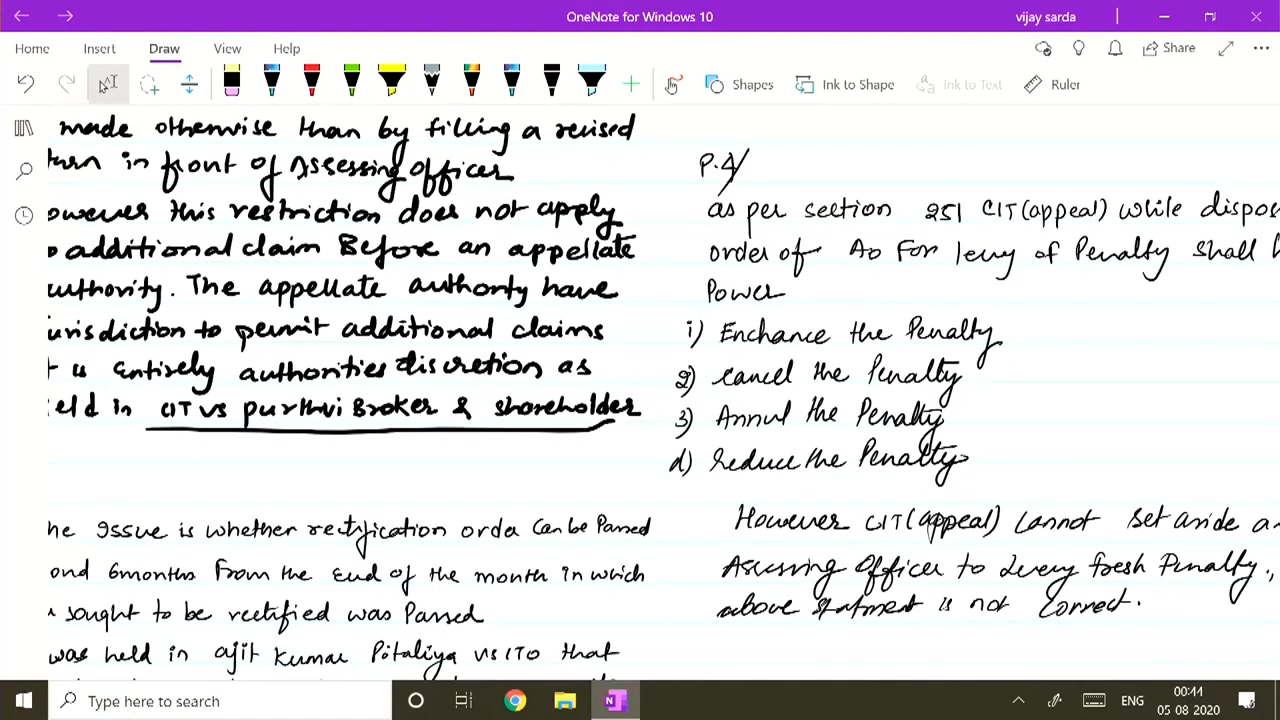 OneNote for Windows 10
vijay sarda
Home Insert Draw View Help
Share
Shapes
Ink to Shape
Ink to Text
Ruler
made otherwise than by filling a revised
turn in front of Assessing Officer
owever this restriction does not apply
o additional claim Before an appellate
authority. The appellate authority have
jurisdiction to permit additional claims
t is Entirely authorities discretion as
eld in CIT vs purthvi Broker & shareholder
he Issue is whether rectification orda Can be Passed
ond 6months From the End of the month in which
sought to be rectified was Passed
was held in ajit Kumar Pitaliya vs ITO that
P.4/
as per section 251 CIT(appeal) while dispos
order of AO For levy of Penalty shall h
Power
i) Enchance the Penalty
2) Cancel the Penalty
3) Annul the Penalty
d) reduce the Penalty
However CIT(appeal) Cannot set aside a
Assessing Officer to levery fresh Penalty.,
above statment is not Correct.
Type here to search
ENG
00:44
05-08-2020